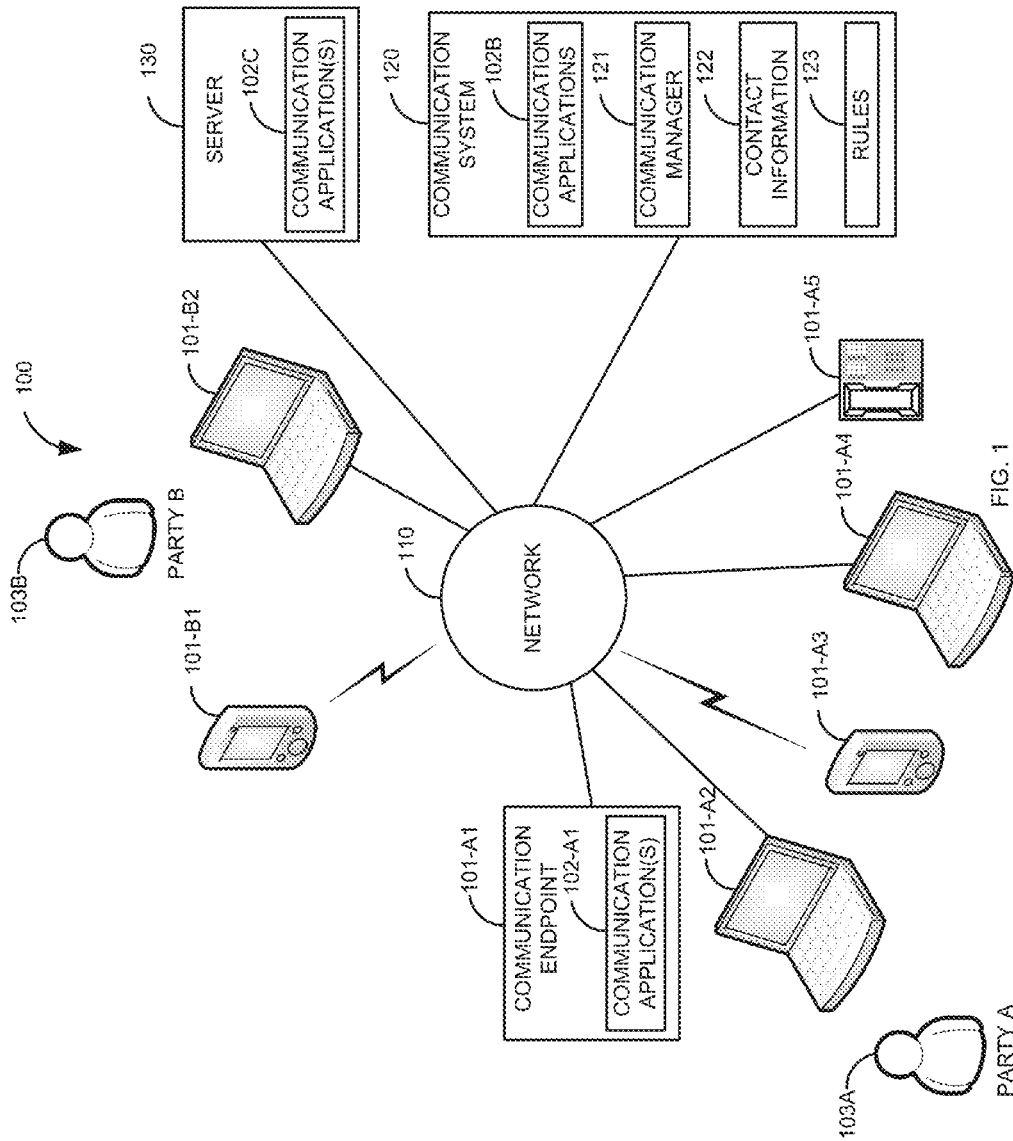 100
103B
PARTY B
101-B1
101-B2
130
SERVER
102C
COMMUNICATION
APPLICATION(S)
110
NETWORK
120
COMMUNICATION
SYSTEM
102B
COMMUNICATION
APPLICATIONS
121
COMMUNICATION
MANAGER
122
CONTACT
INFORMATION
123
RULES
101-A1
COMMUNICATION
ENDPOINT
102-A1
COMMUNICATION
APPLICATION(S)
101-A2
101-A3
101-A4
101-A5
103A
PARTY A
FIG. 1